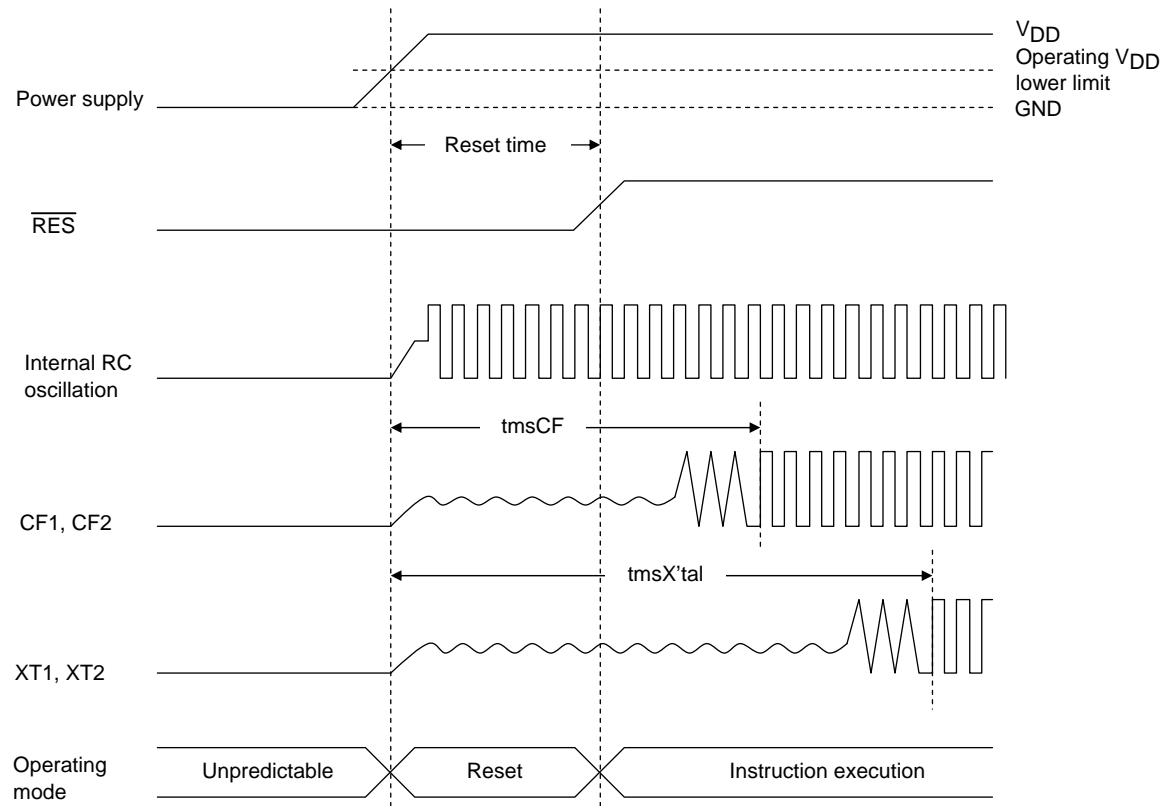 VDD
Operating VDD
lower limit
GND
Power supply
Reset time
RES
Internal RC
oscillation
tmsCF
CF1, CF2
tmsX'tal
XT1, XT2
Operating
mode
Unpredictable
Reset
Instruction execution